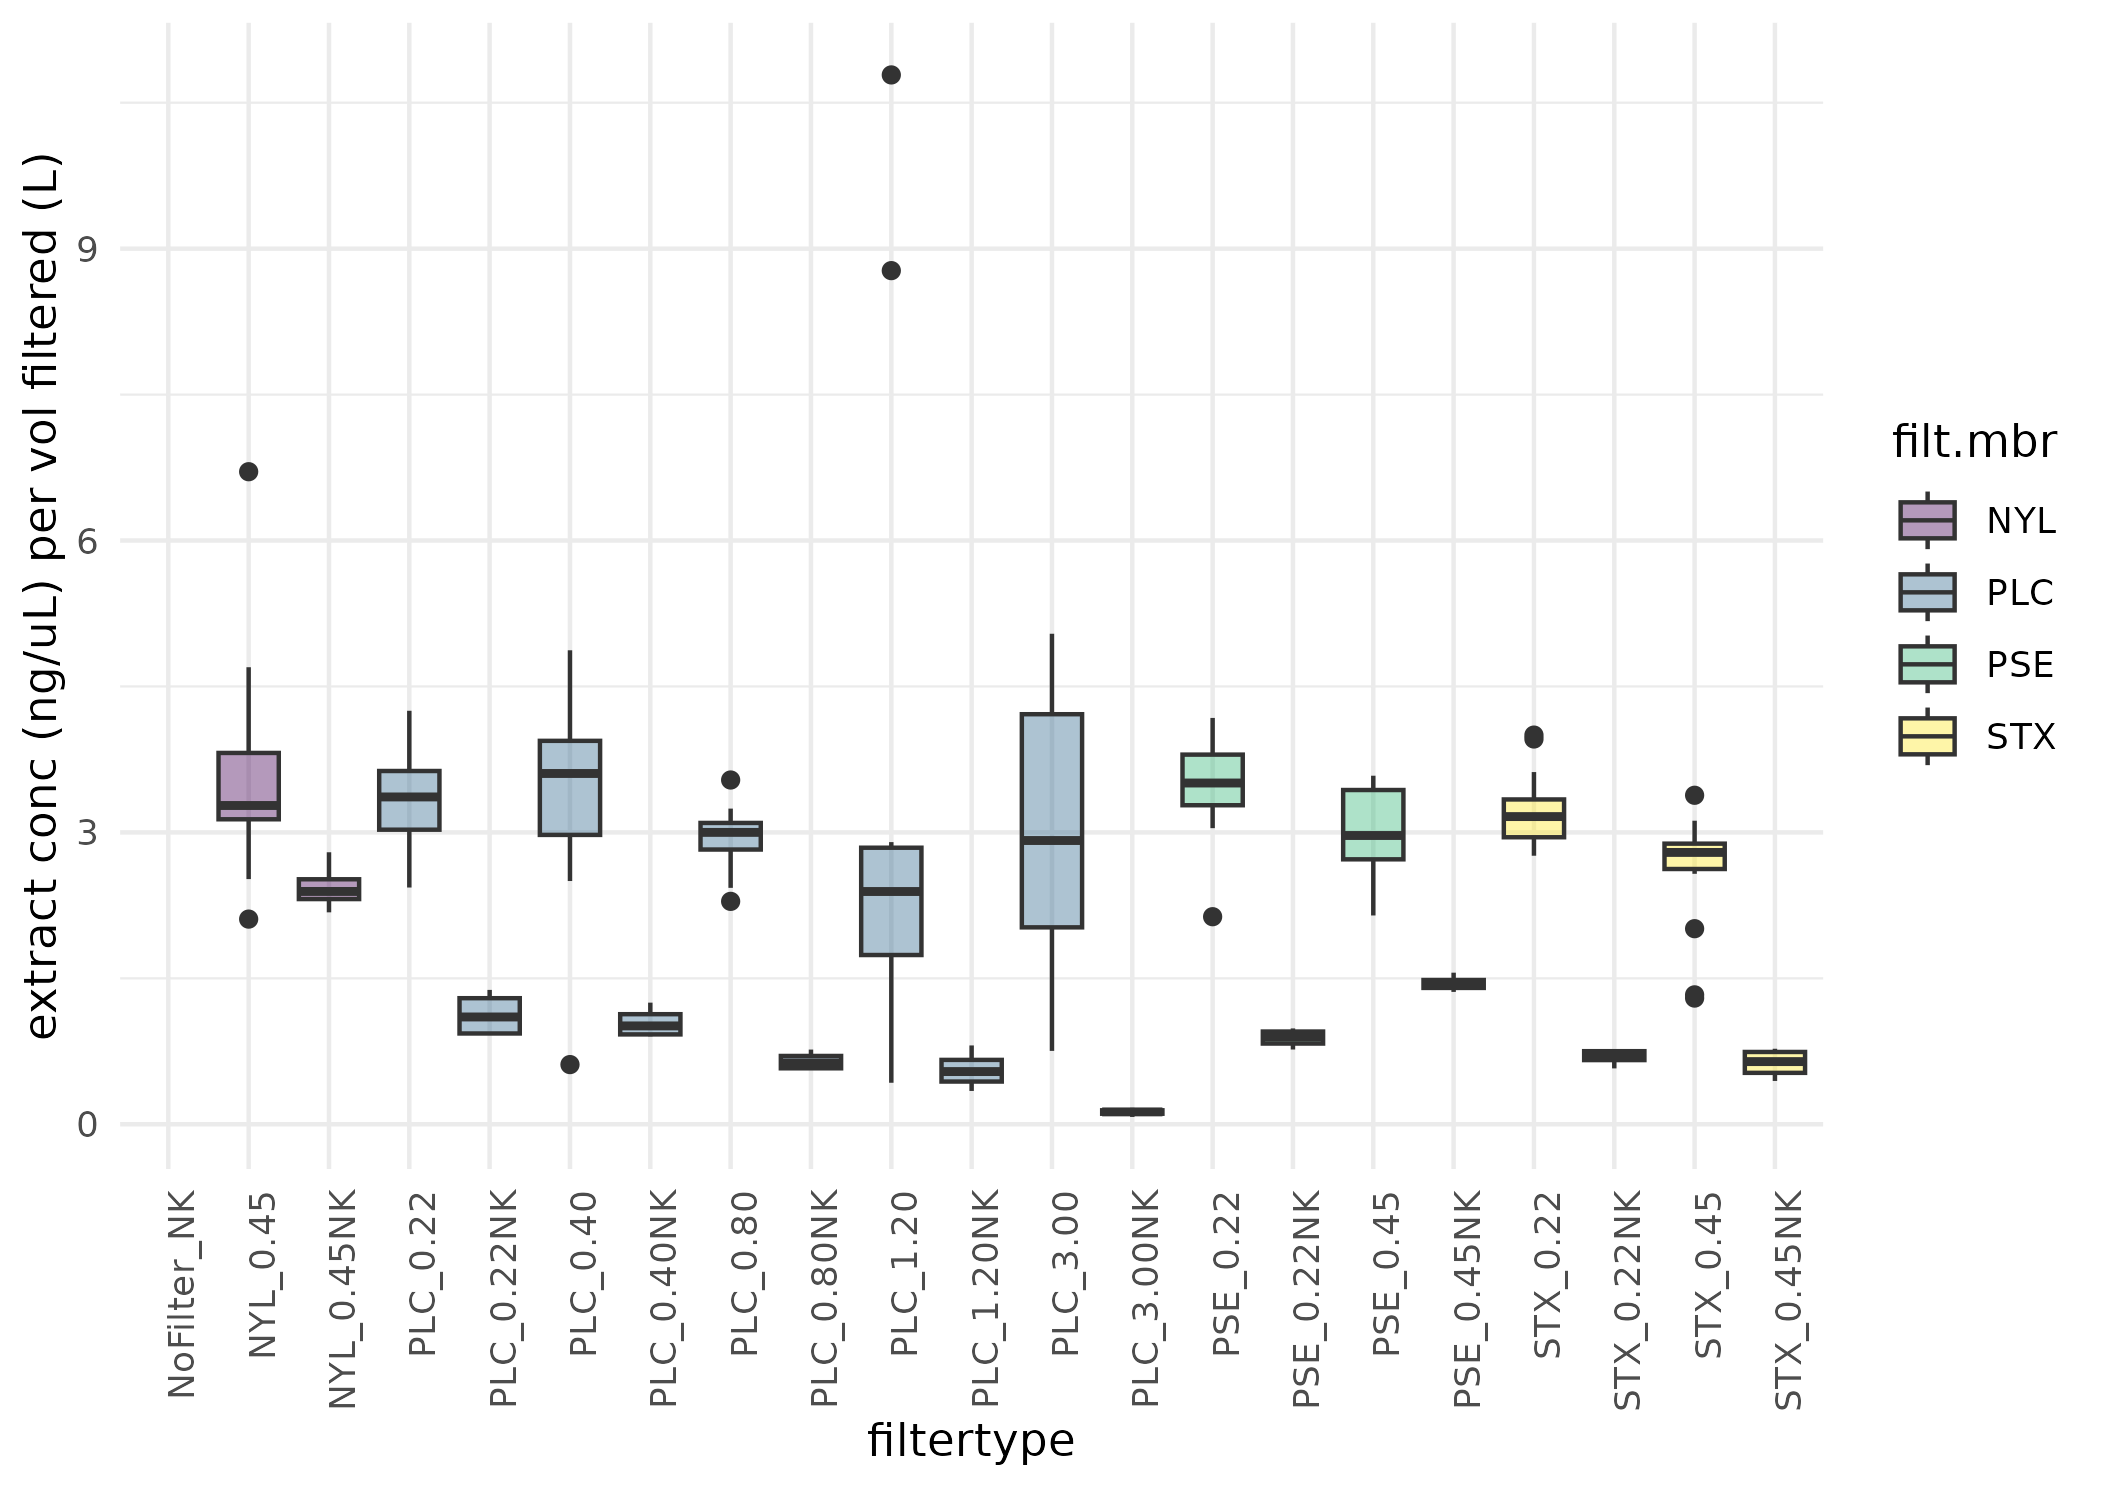 extract conc (ng/uL) per vol filtered (L)
9
6
3
0
NoFilter_NK
NYL_0.45
NYL_0.45NK
PLC_0.22
PLC_0.22NK
PLC_0.40
PLC_0.40NK
PLC_0.80
PLC_0.80NK
PLC_1.20
PLC_1.20NK
PLC_3.00
PLC_3.00NK
PSE_0.22
PSE_0.22NK
PSE_0.45
PSE_0.45NK
STX_0.22
STX_0.22NK
STX_0.45
STX_0.45NK
filtertype
filt.mbr
NYL
PLC
PSE
STX